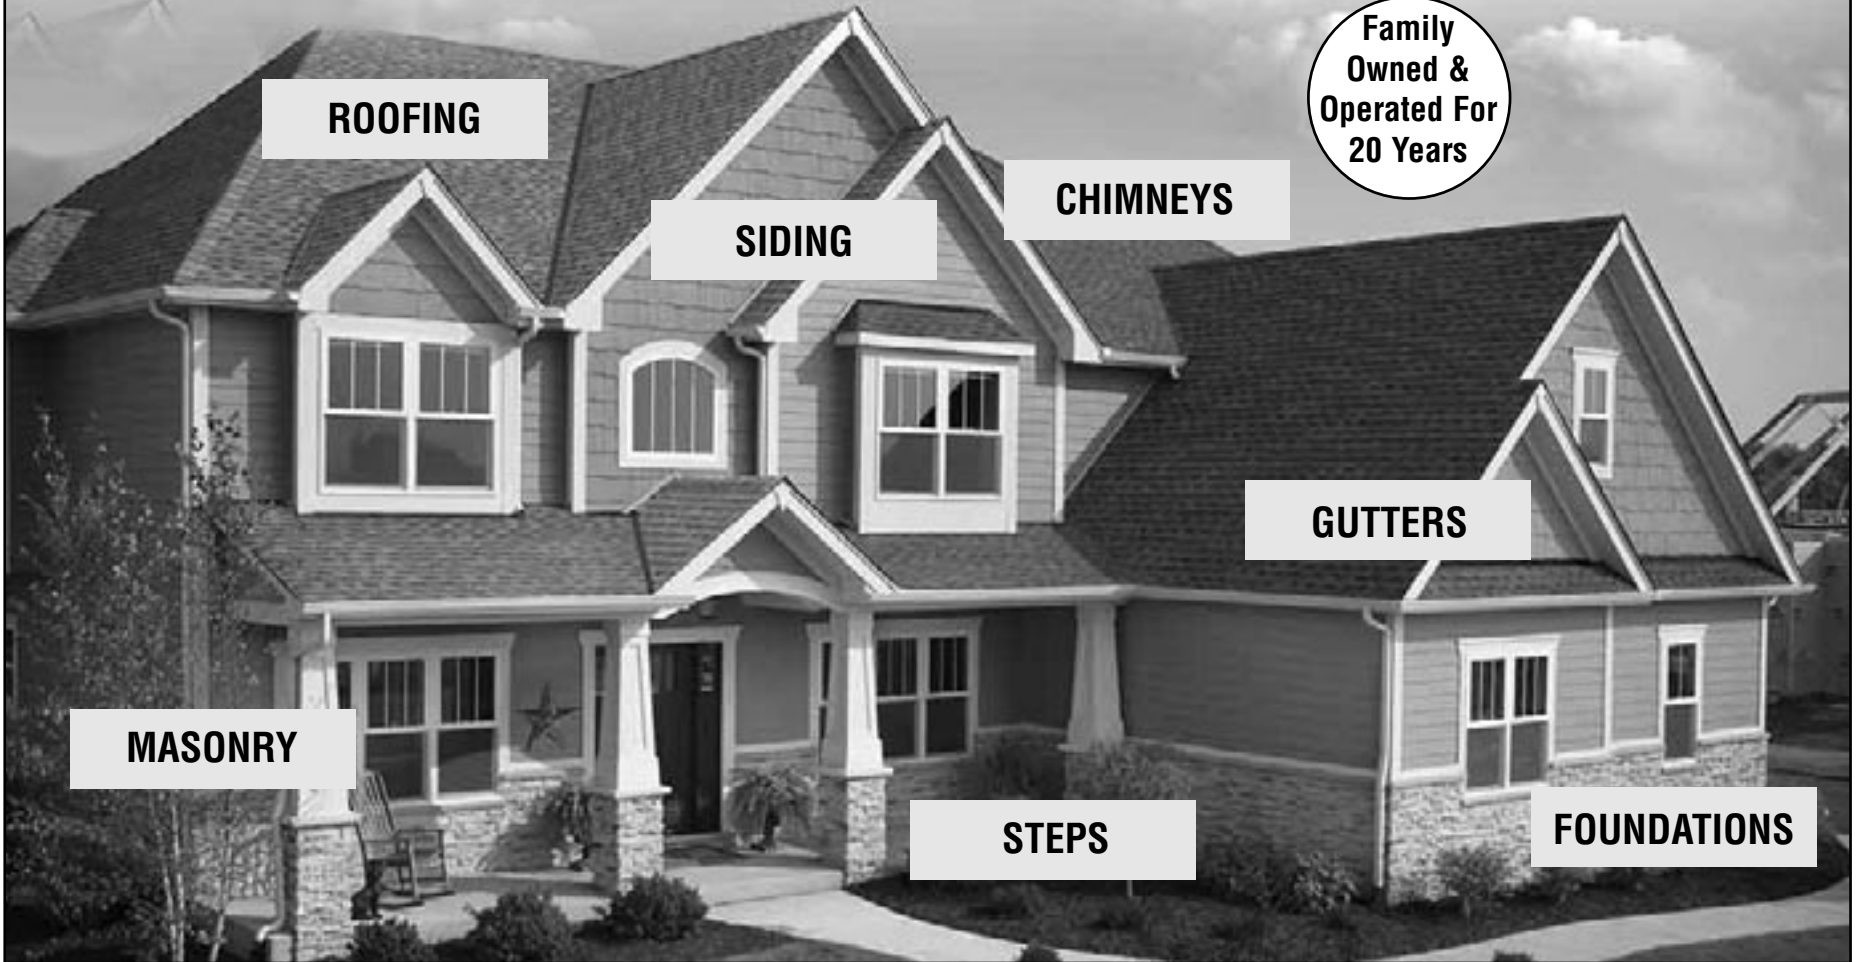 Family
Owned &
Operated For
20 Years
ROOFING
CHIMNEYS
SIDING
GUTTERS
MASONRY
STEPS
FOUNDATIONS